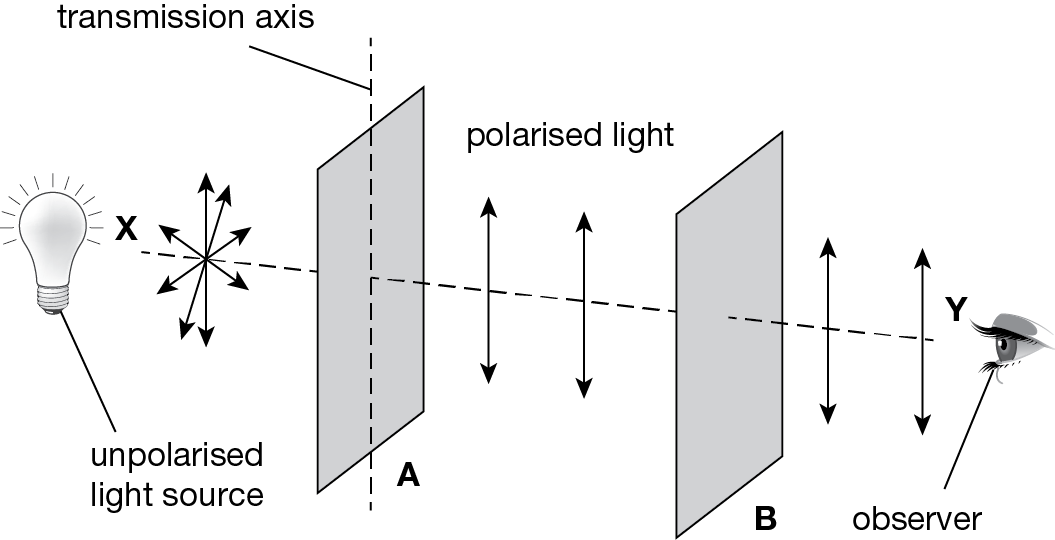 transmission axis
polarised light
X
Y
A
unpolarised
light source
B
observer